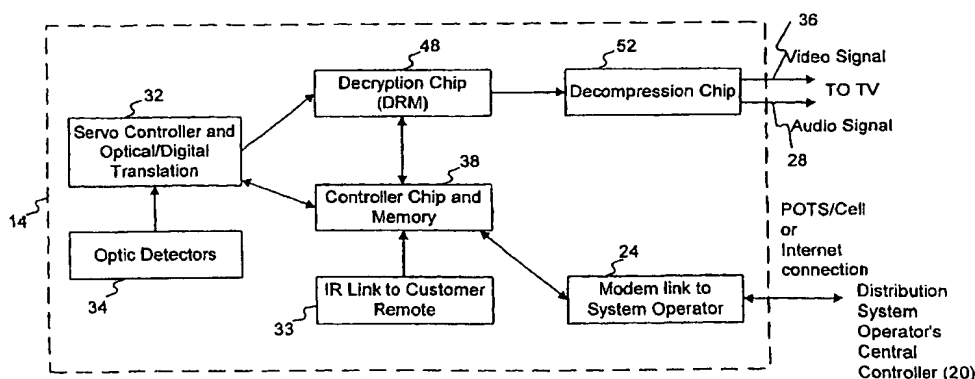 36
48
52
Video Signal
Decryption Chip
(DRM)
Decompression Chip
TO TV
32
Servo Controller and
Optical/Digital
Translation
Audio Signal
28
38
Controller Chip and
Memory
14
POTS/Cell
or
Internet
connection
Optic Detectors
24
34
IR Link to Customer
Remote
33
Modem link to
System Operator
Distribution
System
Operator's
Central
Controller (20)